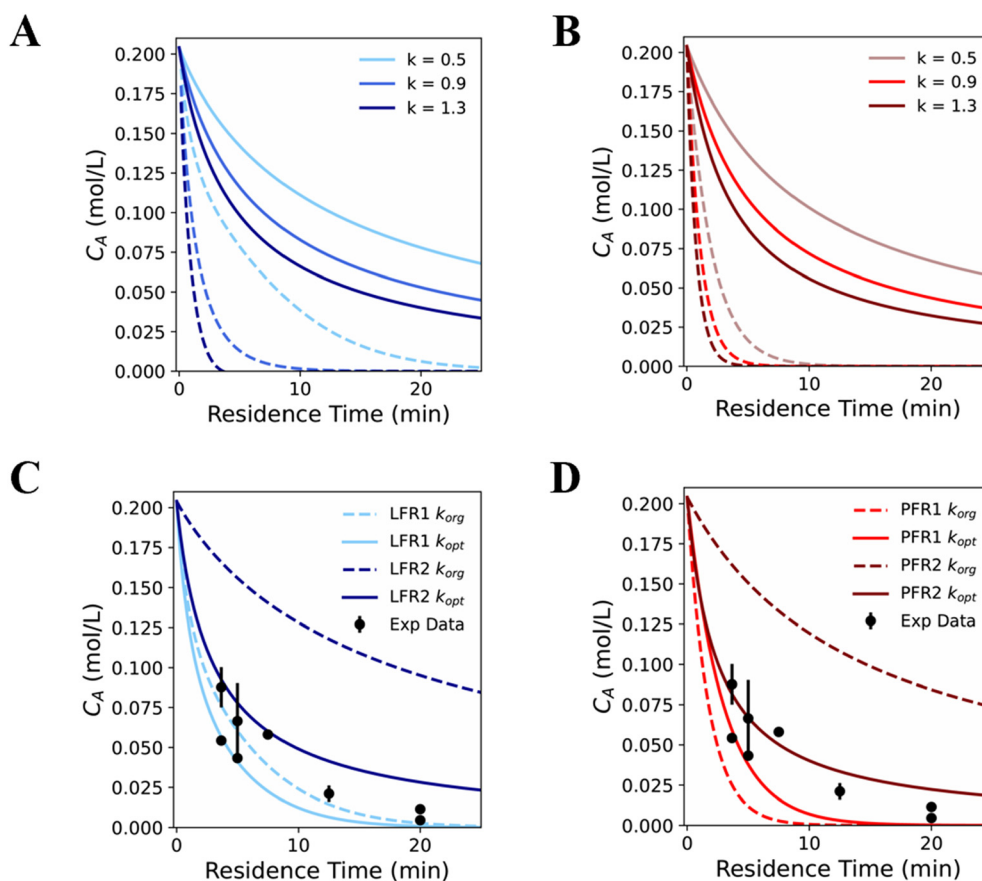 A
B
0.200
0.175
0.150
0.125
0.100
0.075
0.050
0.025
0.000
C_A (mol/L)
k = 0.5
k = 0.9
k = 1.3
0 10 20
Residence Time (min)
0.200
0.175
0.150
0.125
0.100
0.075
0.050
0.025
0.000
C_A (mol/L)
k = 0.5
k = 0.9
k = 1.3
0 10 20
Residence Time (min)
C
D
0.200
0.175
0.150
0.125
0.100
0.075
0.050
0.025
0.000
C_A (mol/L)
LFR1 k_org
LFR1 k_opt
LFR2 k_org
LFR2 k_opt
Exp Data
0 10 20
Residence Time (min)
0.200
0.175
0.150
0.125
0.100
0.075
0.050
0.025
0.000
C_A (mol/L)
PFR1 k_org
PFR1 k_opt
PFR2 k_org
PFR2 k_opt
Exp Data
0 10 20
Residence Time (min)